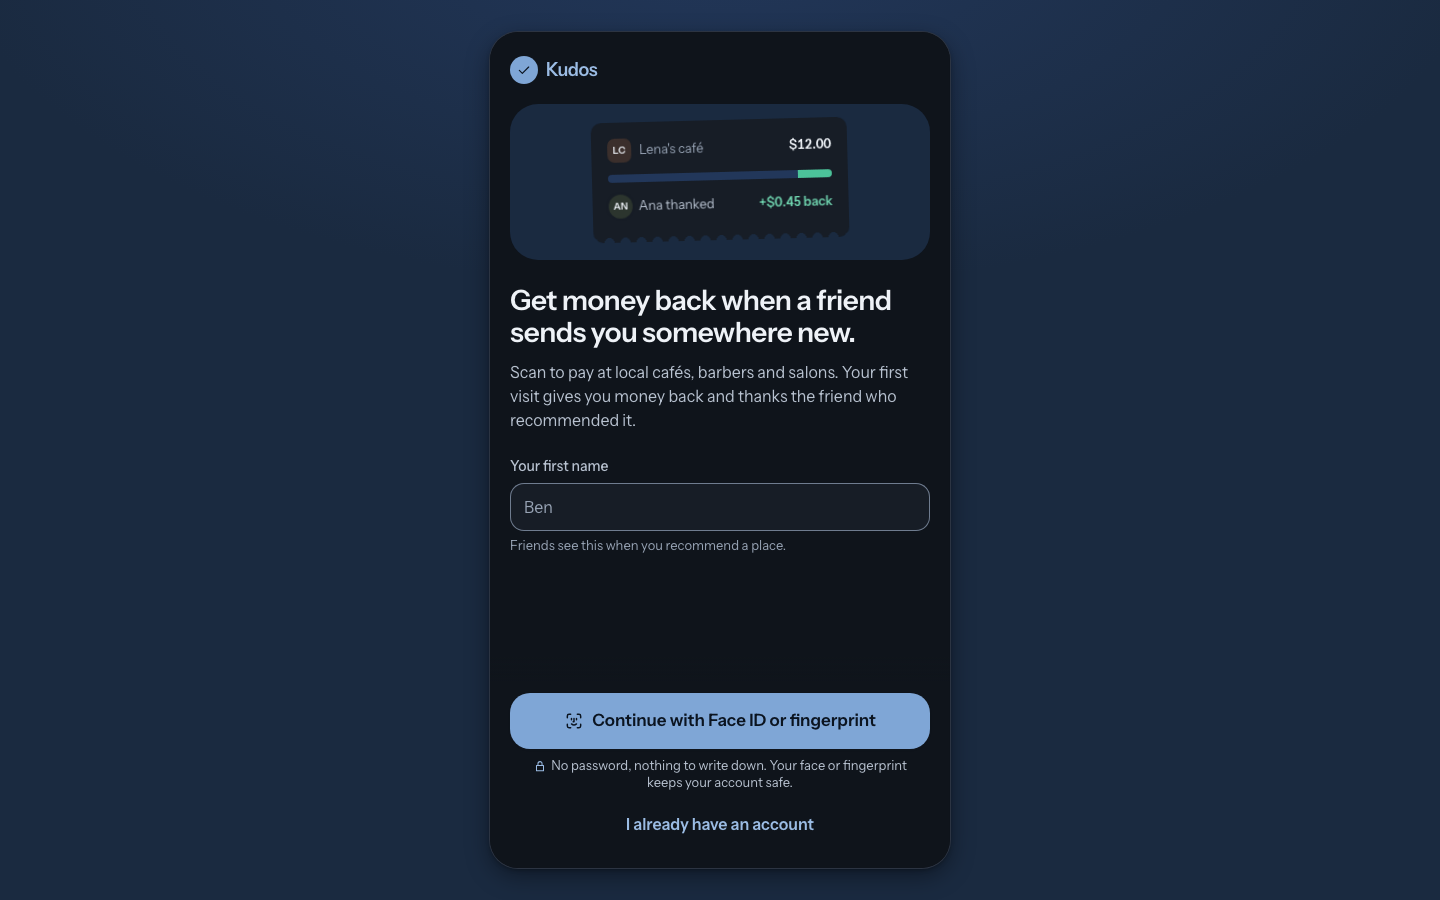 Kudos
LC Lena's café $12.00
AN Ana thanked +$0.45 back
Get money back when a friend
sends you somewhere new.
Scan to pay at local cafés, barbers and salons. Your first
visit gives you money back and thanks the friend who
recommended it.
Your first name
Ben
Friends see this when you recommend a place.
Continue with Face ID or fingerprint
No password, nothing to write down. Your face or fingerprint
keeps your account safe.
I already have an account